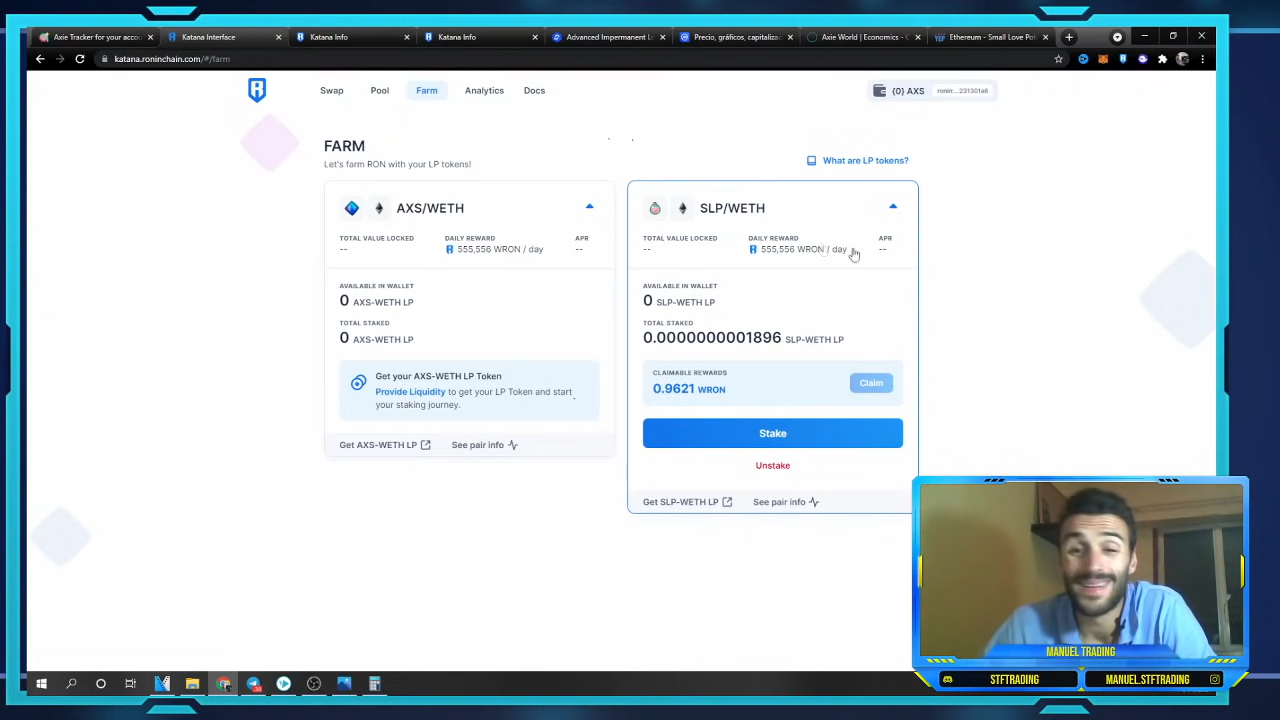 Axie Tracker for your accou
Katana Interface
Katana Info
Katana Info
Advanced Impermanent Lo
Precio, gráficos, capitalizac
Axie World | Economics - C
Ethereum - Small Love Pot
katana.roninchain.com/#/farm
Swap
Pool
Farm
Analytics
Docs
(0) AXS
ronin:...231301a8
FARM
Let's farm RON with your LP tokens!
What are LP tokens?
AXS/WETH
TOTAL VALUE LOCKED
DAILY REWARD
APR
--
555,556 WRON / day
--
AVAILABLE IN WALLET
0 AXS-WETH LP
TOTAL STAKED
0 AXS-WETH LP
Get your AXS-WETH LP Token
Provide Liquidity to get your LP Token and start
your staking journey.
Get AXS-WETH LP
See pair info
SLP/WETH
TOTAL VALUE LOCKED
DAILY REWARD
APR
--
555,556 WRON / day
--
AVAILABLE IN WALLET
0 SLP-WETH LP
TOTAL STAKED
0.0000000001896 SLP-WETH LP
CLAIMABLE REWARDS
0.9621 WRON
Claim
Stake
Unstake
Get SLP-WETH LP
See pair info
MANUEL TRADING
STFTRADING
MANUEL.STFTRADING